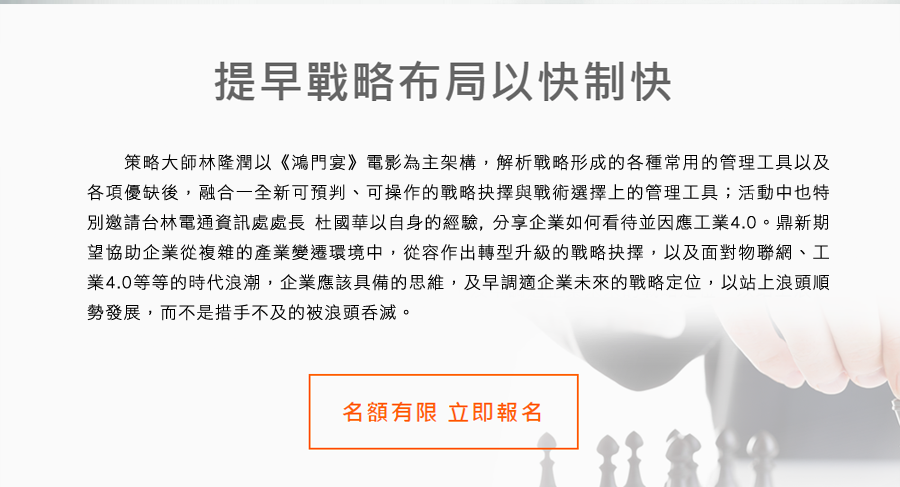 提早戰略布局以快制快
策略大師林隆潤以《鴻門宴》電影為主架構，解析戰略形成的各種常用的管理工具以及
各項優缺後，融合一全新可預判、可操作的戰略抉擇與戰術選擇上的管理工具；活動中也特
別邀請台林電通資訊處處長 杜國華以自身的經驗, 分享企業如何看待並因應工業4.0。鼎新期
望協助企業從複雜的產業變遷環境中，從容作出轉型升級的戰略抉擇，以及面對物聯網、工
業4.0等等的時代浪潮，企業應該具備的思維，及早調適企業未來的戰略定位，以站上浪頭順
勢發展，而不是措手不及的被浪頭吞滅。
名額有限 立即報名